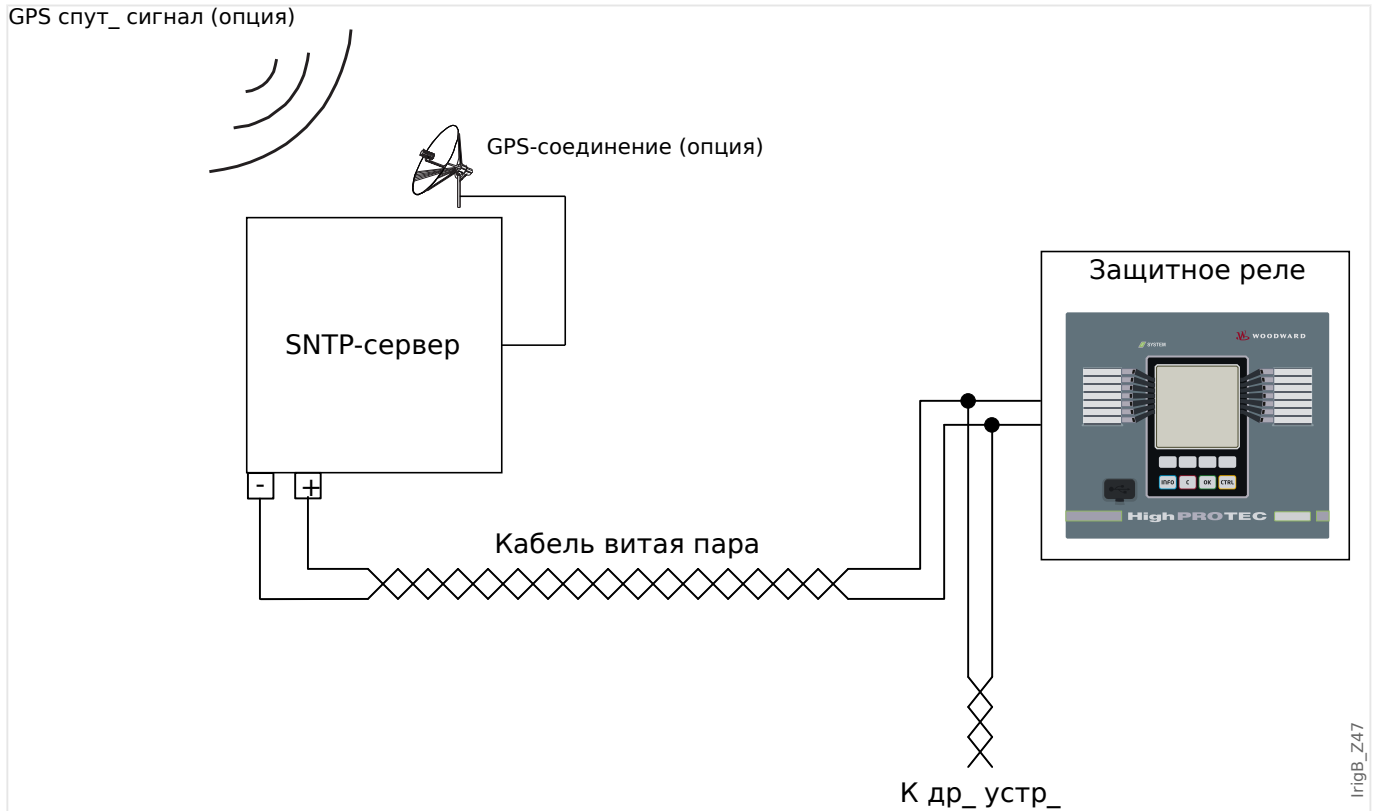 GPS спут_ сигнал (опция)
GPS-соединение (опция)
SNTP-сервер
- +
Кабель витая пара
Защитное реле
WOODWARD
SYSTEM
INFO C OK CTRL
HighPROTEC
К др_ устр_
IrigB_Z47